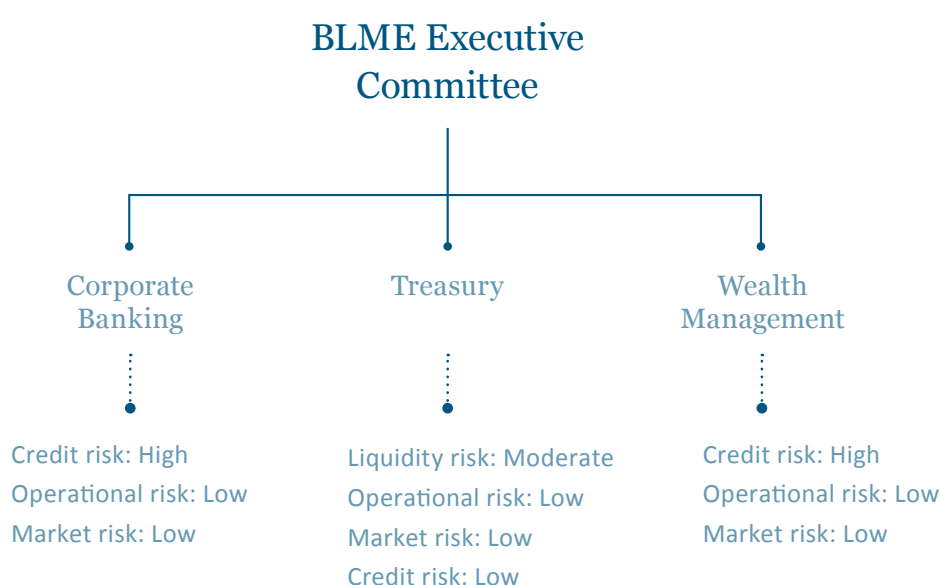 BLME Executive
Committee
Corporate
Banking
Treasury
Wealth
Management
Credit risk: High
Operational risk: Low
Market risk: Low
Liquidity risk: Moderate
Operational risk: Low
Market risk: Low
Credit risk: Low
Credit risk: High
Operational risk: Low
Market risk: Low